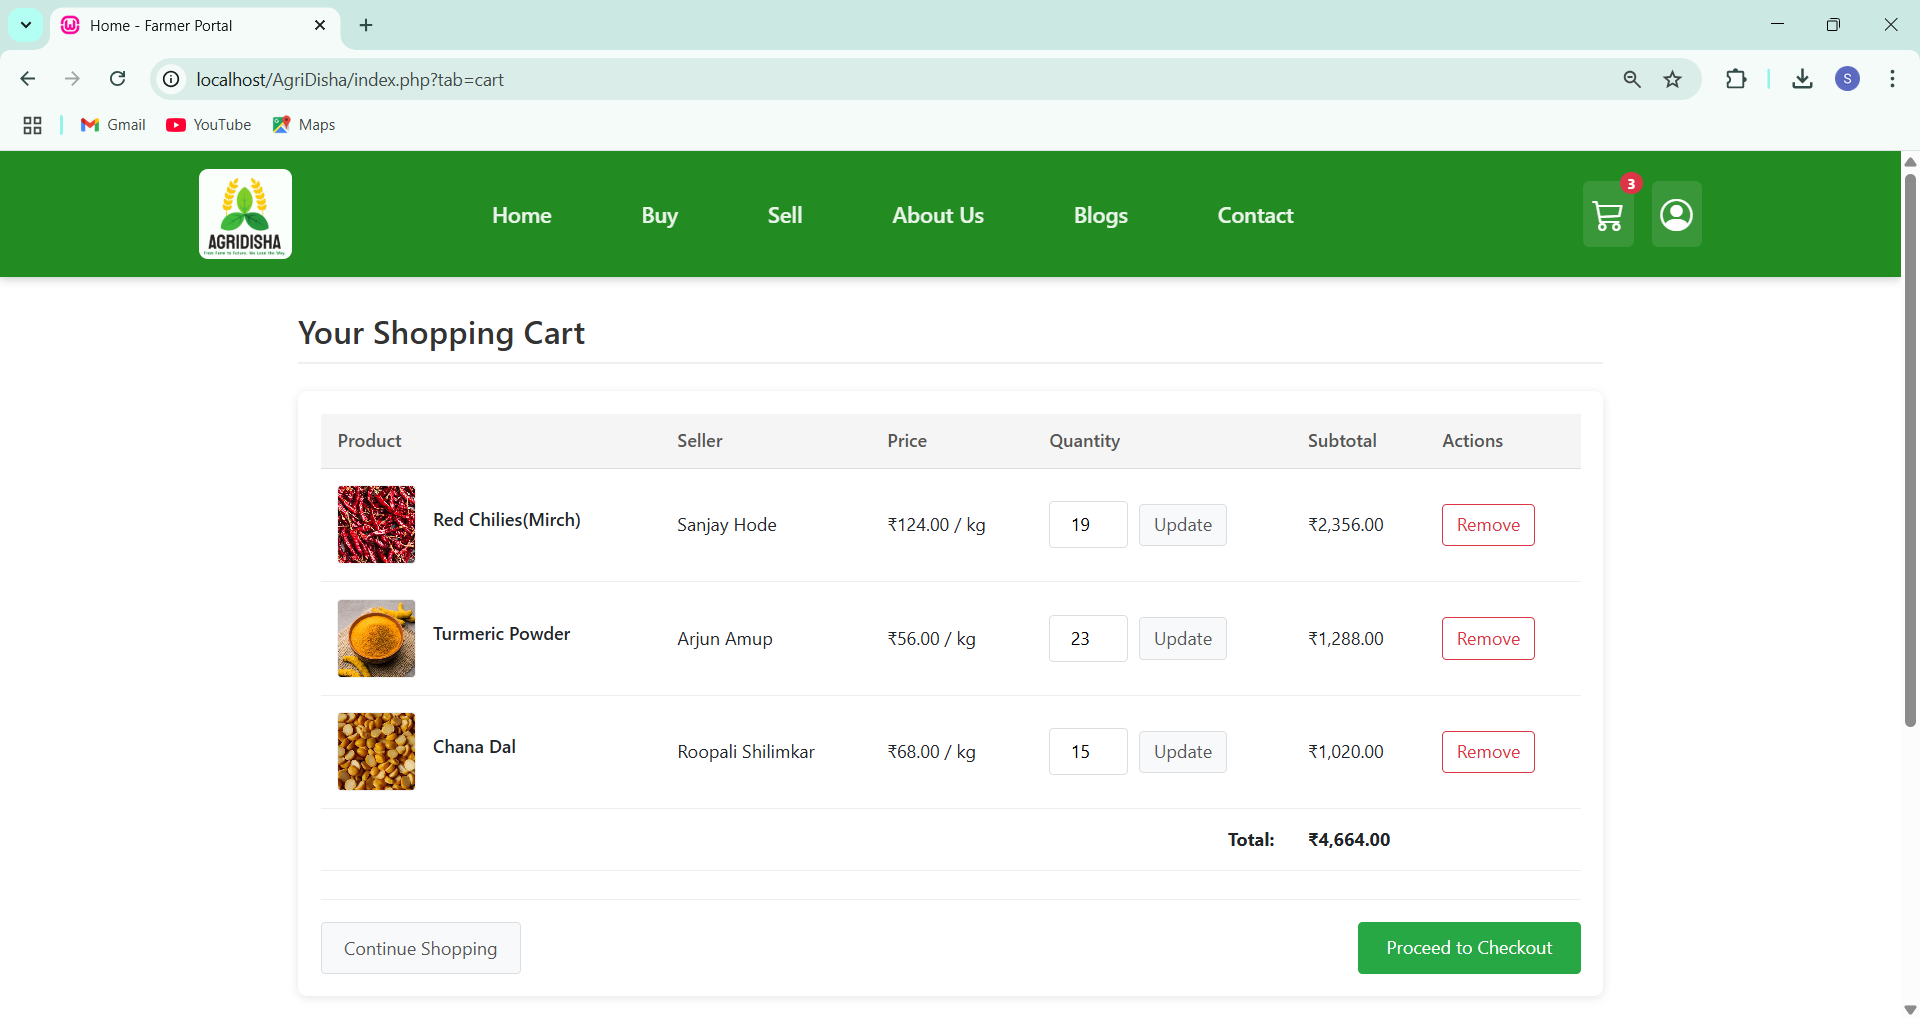 Home - Farmer Portal
localhost/AgriDisha/index.php?tab=cart
S
Gmail YouTube Maps
AGRIDISHA
Home Buy Sell About Us Blogs Contact
3
Your Shopping Cart
Product Seller Price Quantity Subtotal Actions
Red Chilies(Mirch) Sanjay Hode ₹124.00 / kg 19 Update ₹2,356.00 Remove
Turmeric Powder Arjun Amup ₹56.00 / kg 23 Update ₹1,288.00 Remove
Chana Dal Roopali Shilimkar ₹68.00 / kg 15 Update ₹1,020.00 Remove
Total: ₹4,664.00
Continue Shopping Proceed to Checkout